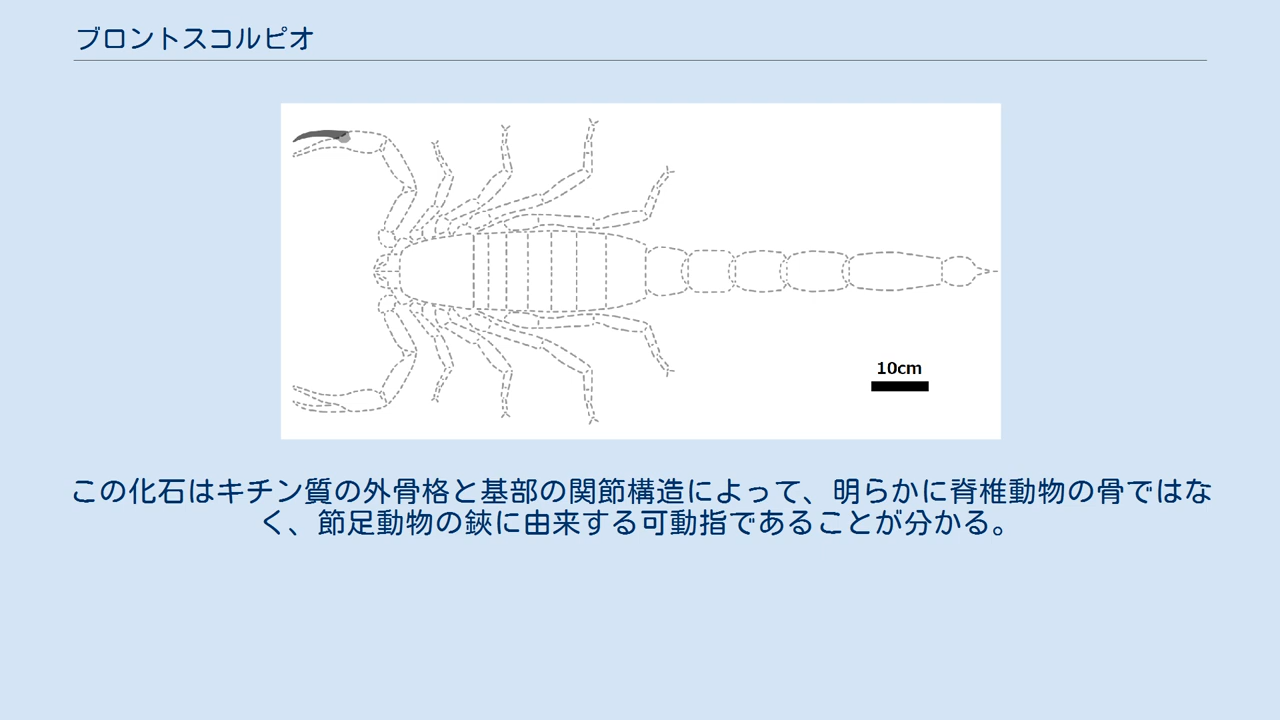 ブロントスコルピオ
10cm
この化石はキチン質の外骨格と基部の関節構造によって、明らかに脊椎動物の骨ではな
く、節足動物の鋏に由来する可動指であることが分かる。